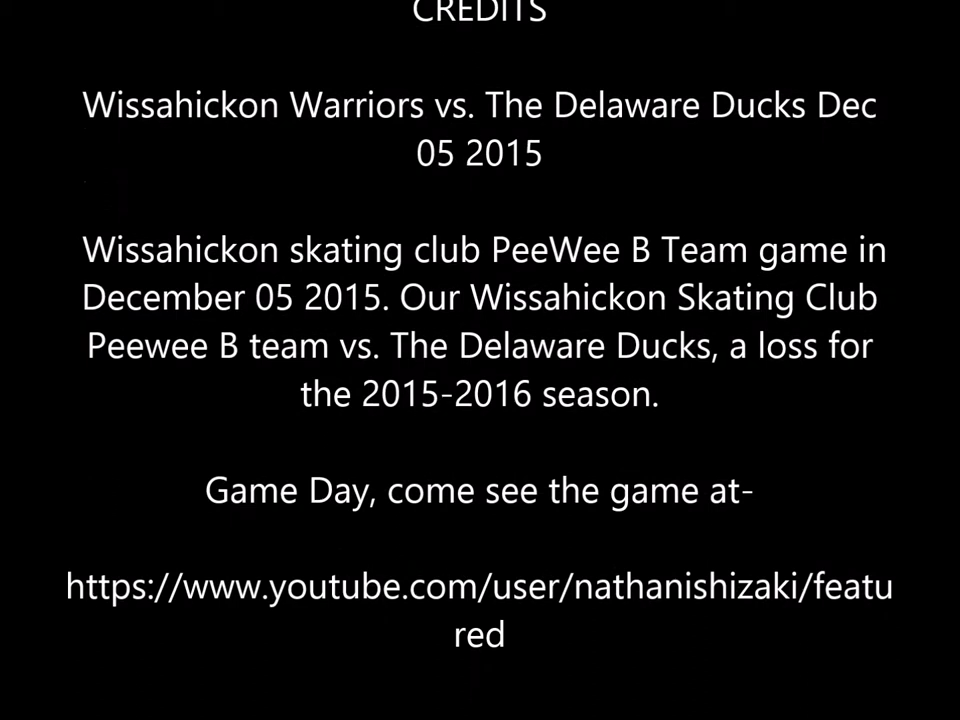 CREDITS
Wissahickon Warriors vs. The Delaware Ducks Dec
05 2015
Wissahickon skating club PeeWee B Team game in
December 05 2015. Our Wissahickon Skating Club
Peewee B team vs. The Delaware Ducks, a loss for
the 2015-2016 season.
Game Day, come see the game at-
https://www.youtube.com/user/nathanishizaki/featu
red